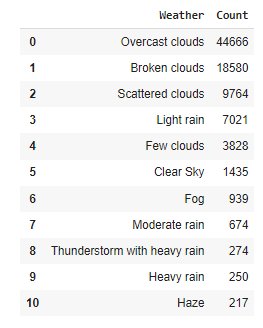 Weather Count
0 Overcast clouds 44666
1 Broken clouds 18580
2 Scattered clouds 9764
3 Light rain 7021
4 Few clouds 3828
5 Clear Sky 1435
6 Fog 939
7 Moderate rain 674
8 Thunderstorm with heavy rain 274
9 Heavy rain 250
10 Haze 217